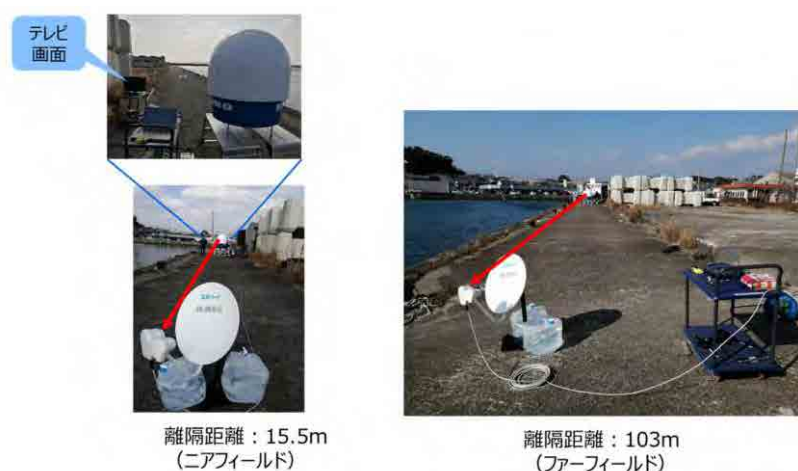 テレビ
画面
離隔距離：15.5m
（ニアフィールド）
離隔距離：103m
（ファーフィールド）